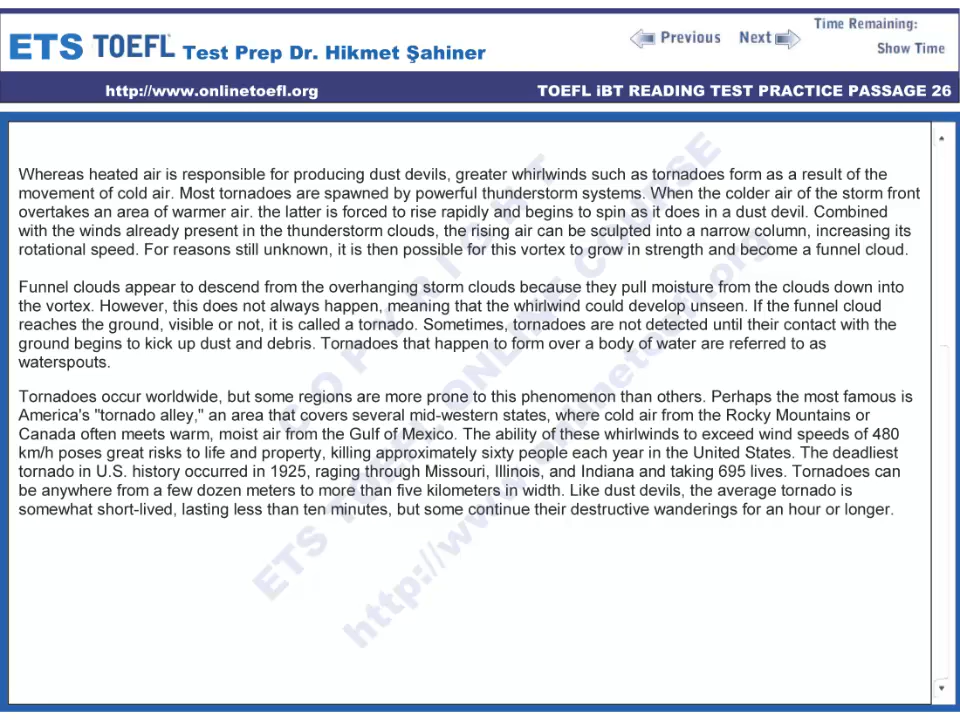 ETS TOEFL Test Prep Dr. Hikmet Şahiner
Previous Next
Time Remaining:
Show Time
http://www.onlinetoefl.org
TOEFL iBT READING TEST PRACTICE PASSAGE 26
Whereas heated air is responsible for producing dust devils, greater whirlwinds such as tornadoes form as a result of the
movement of cold air. Most tornadoes are spawned by powerful thunderstorm systems. When the colder air of the storm front
overtakes an area of warmer air. the latter is forced to rise rapidly and begins to spin as it does in a dust devil. Combined
with the winds already present in the thunderstorm clouds, the rising air can be sculpted into a narrow column, increasing its
rotational speed. For reasons still unknown, it is then possible for this vortex to grow in strength and become a funnel cloud.
Funnel clouds appear to descend from the overhanging storm clouds because they pull moisture from the clouds down into
the vortex. However, this does not always happen, meaning that the whirlwind could develop unseen. If the funnel cloud
reaches the ground, visible or not, it is called a tornado. Sometimes, tornadoes are not detected until their contact with the
ground begins to kick up dust and debris. Tornadoes that happen to form over a body of water are referred to as
waterspouts.
Tornadoes occur worldwide, but some regions are more prone to this phenomenon than others. Perhaps the most famous is
America's "tornado alley," an area that covers several mid-western states, where cold air from the Rocky Mountains or
Canada often meets warm, moist air from the Gulf of Mexico. The ability of these whirlwinds to exceed wind speeds of 480
km/h poses great risks to life and property, killing approximately sixty people each year in the United States. The deadliest
tornado in U.S. history occurred in 1925, raging through Missouri, Illinois, and Indiana and taking 695 lives. Tornadoes can
be anywhere from a few dozen meters to more than five kilometers in width. Like dust devils, the average tornado is
somewhat short-lived, lasting less than ten minutes, but some continue their destructive wanderings for an hour or longer.
COPYRIGHT
ETS TOEFL ONLINE COURSE
http://www.onlinetoefl.org